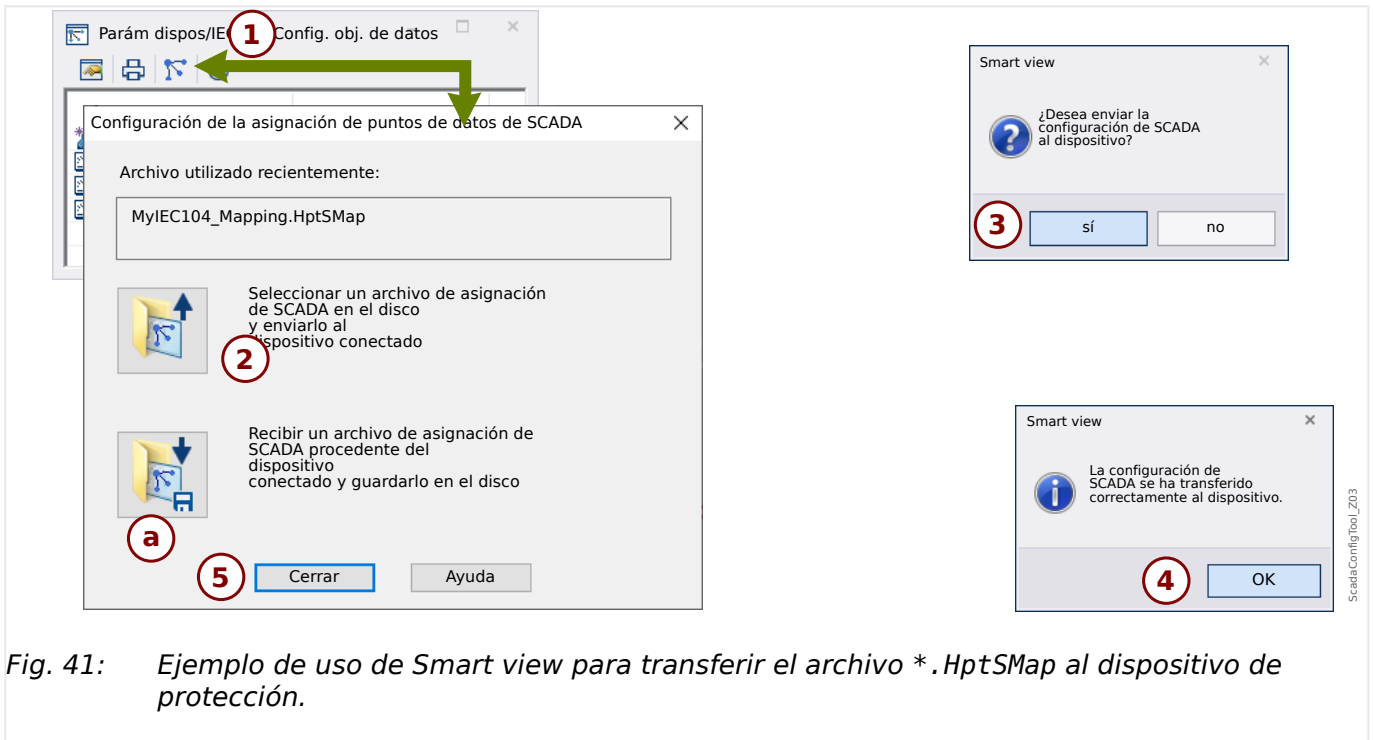 Parám dispos/IE
1
Config. obj. de datos
Configuración de la asignación de puntos de datos de SCADA
Archivo utilizado recientemente:
MyIEC104_Mapping.HptSMap
Seleccionar un archivo de asignación
de SCADA en el disco
y enviarlo al
dispositivo conectado
2
Recibir un archivo de asignación de
SCADA procedente del
dispositivo
conectado y guardarlo en el disco
a
5
Cerrar
Ayuda
Smart view
¿Desea enviar la
configuración de SCADA
al dispositivo?
3
sí
no
Smart view
La configuración de
SCADA se ha transferido
correctamente al dispositivo.
4
OK
ScadaConfigTool_Z03
Fig. 41: Ejemplo de uso de Smart view para transferir el archivo *.HptSMap al dispositivo de
protección.